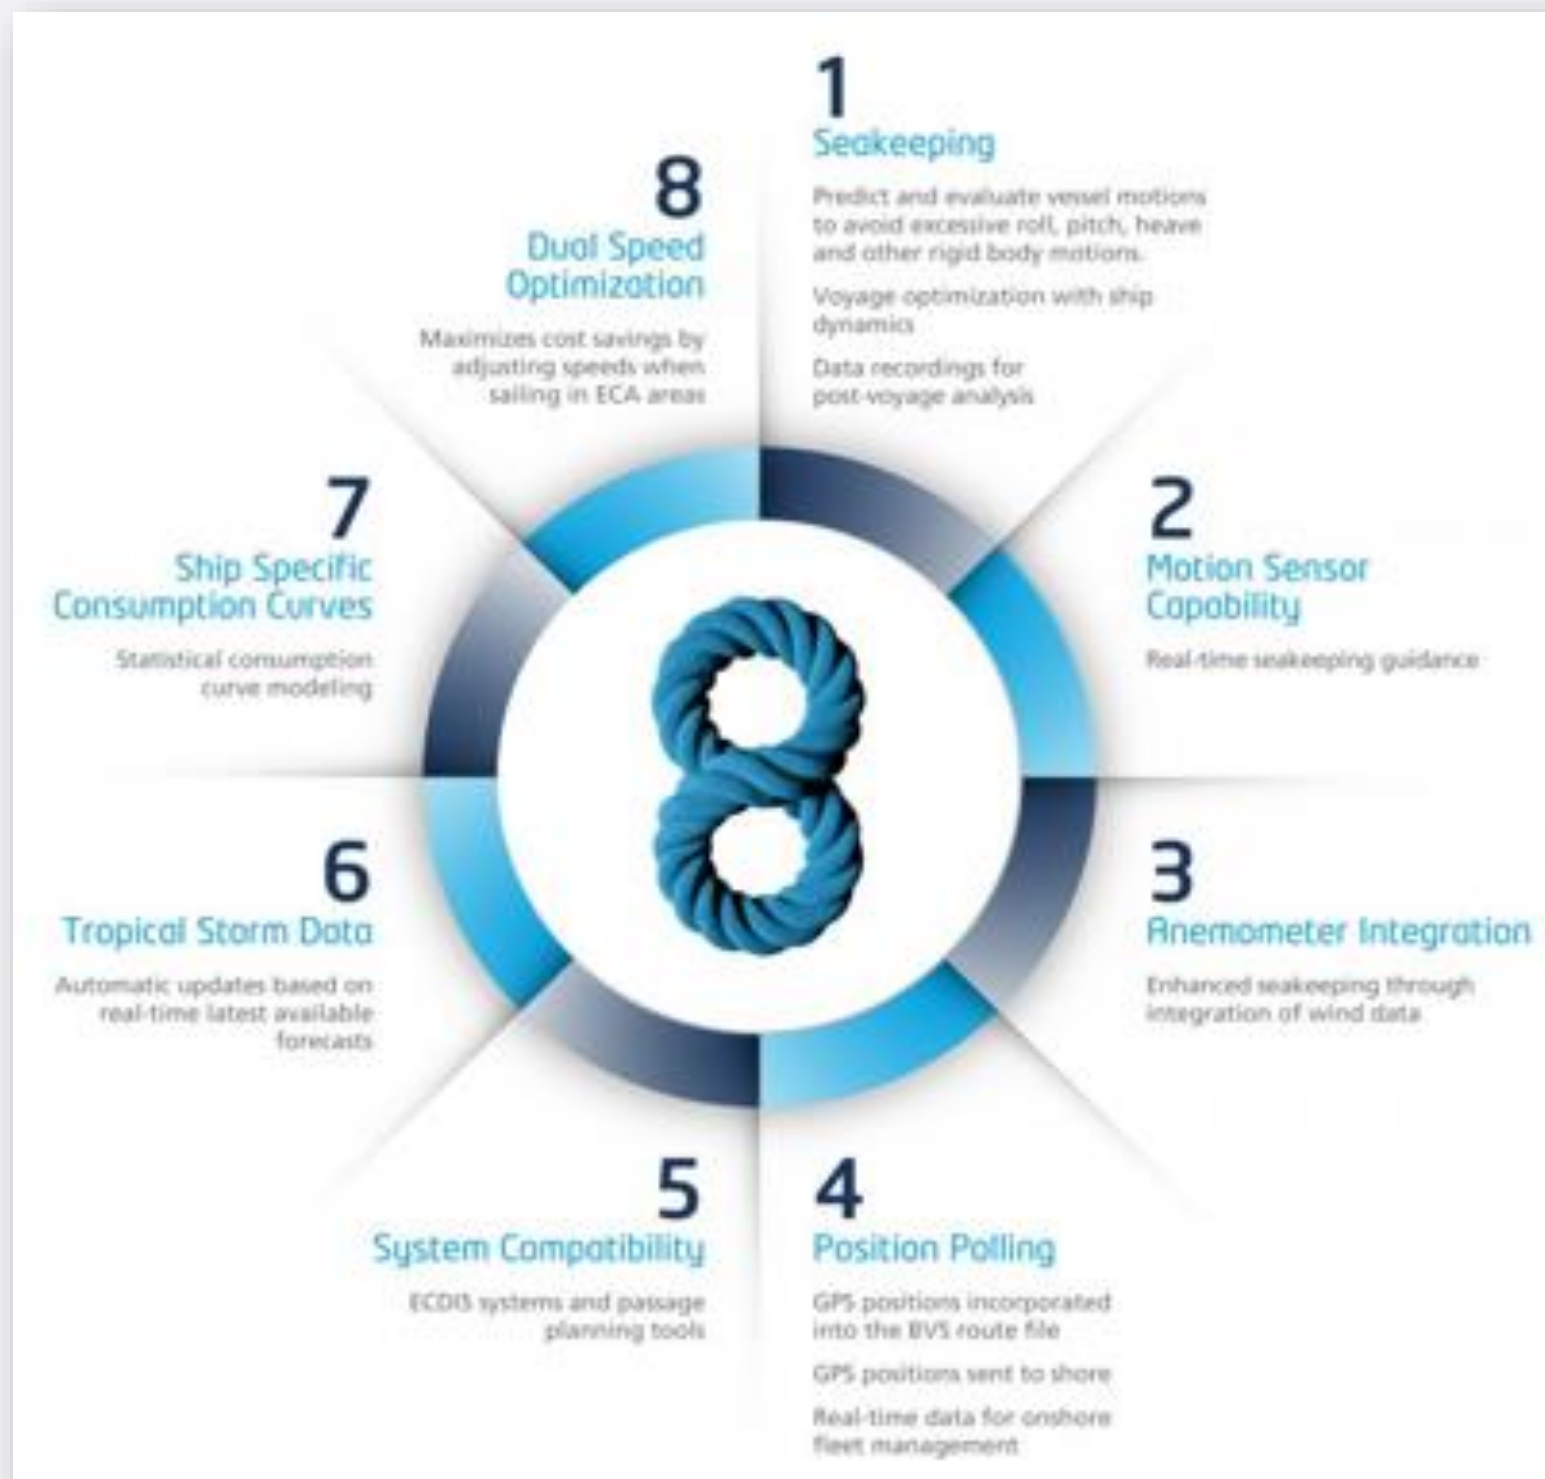 1
Seakeeping
Predict and evaluate vessel motions
to avoid excessive roll, pitch, heave
and other rigid body motions.
Voyage optimization with ship
dynamics
Data recordings for
post-voyage analysis
2
Motion Sensor
Capability
Real-time seakeeping guidance
3
Anemometer Integration
Enhanced seakeeping through
integration of wind data
4
Position Polling
GPS positions incorporated
into the BVS route file
GPS positions sent to shore
Real-time data for onshore
fleet management
5
System Compatibility
ECDIS systems and passage
planning tools
6
Tropical Storm Data
Automatic updates based on
real-time latest available
forecasts
7
Ship Specific
Consumption Curves
Statistical consumption
curve modeling
8
Dual Speed
Optimization
Maximizes cost savings by
adjusting speeds when
sailing in ECA areas
8